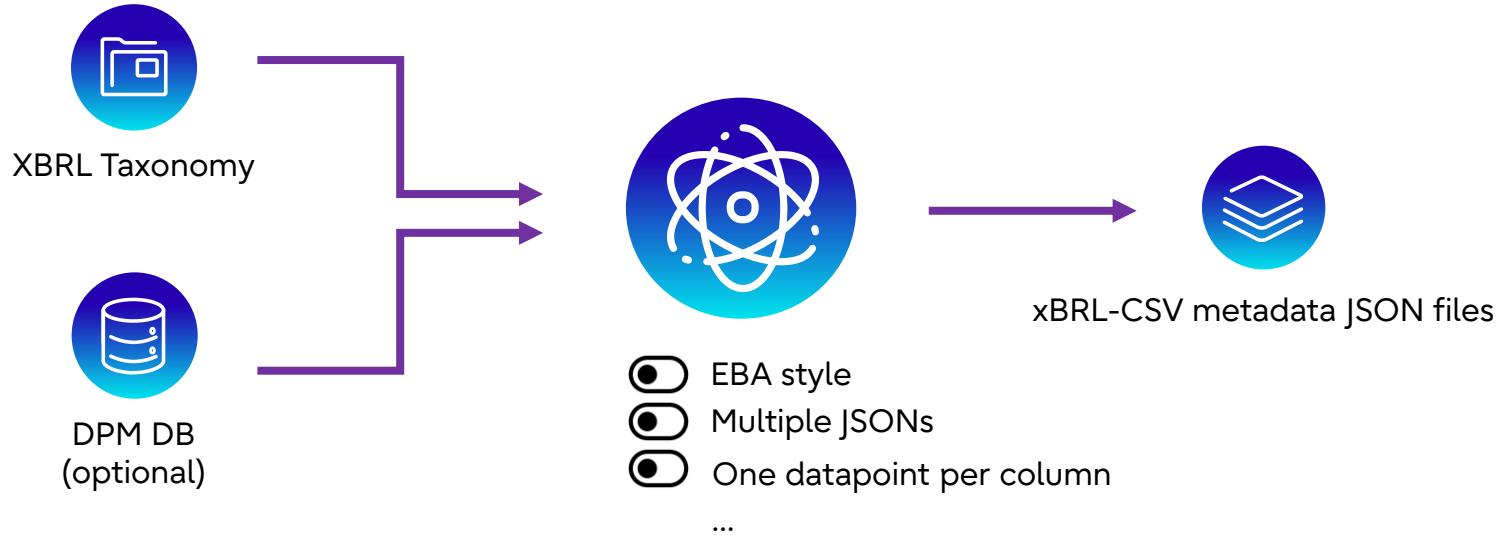 XBRL Taxonomy
DPM DB
(optional)
EBA style
Multiple JSONs
One datapoint per column
...
xBRL-CSV metadata JSON files